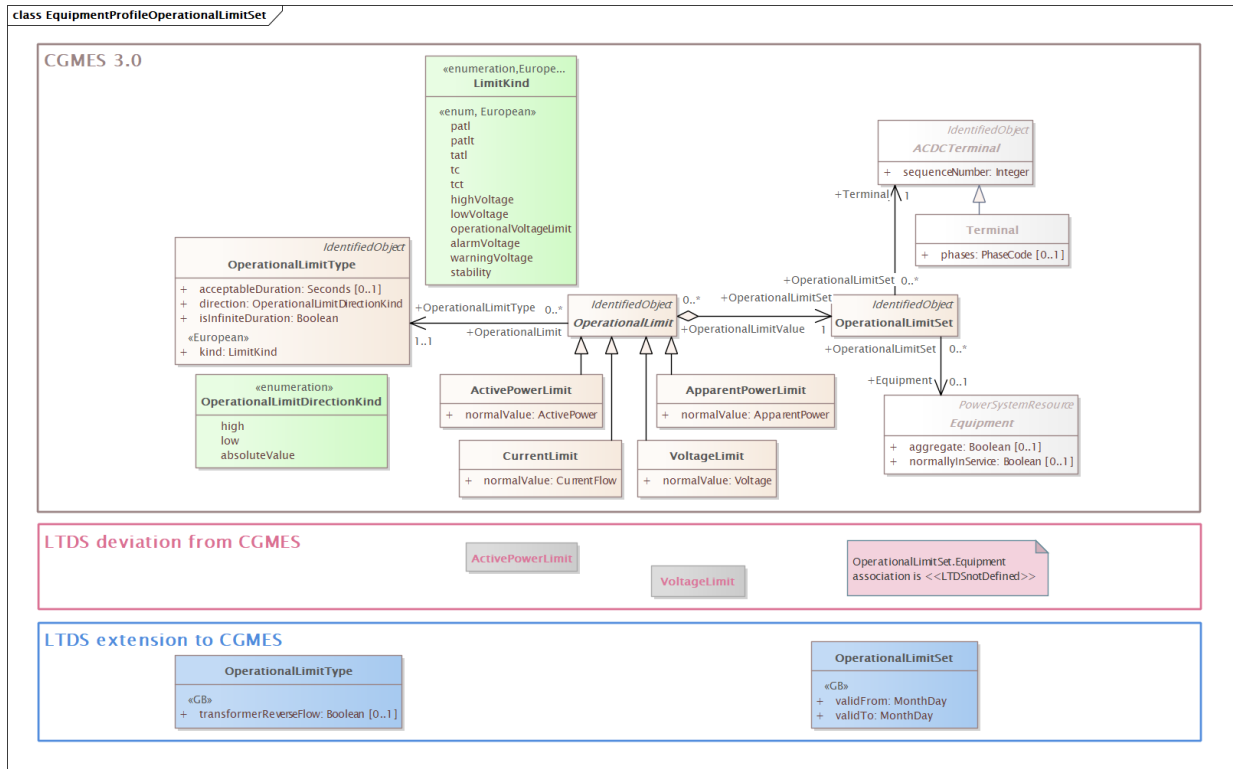 class EquipmentProfileOperationalLimitSet
CGMES 3.0
«enumeration,Europe...
LimitKind
«enum, European»
patl
patlt
tatl
tc
tct
highVoltage
lowVoltage
operationalVoltageLimit
alarmVoltage
warningVoltage
stability
IdentifiedObject
ACDCTerminal
+ sequenceNumber: Integer
+Terminal
1
Terminal
+ phases: PhaseCode [0..1]
IdentifiedObject
OperationalLimitType
+ acceptableDuration: Seconds [0..1]
+ direction: OperationalLimitDirectionKind
+ isInfiniteDuration: Boolean
«European»
+ kind: LimitKind
+OperationalLimitType
0..*
+OperationalLimit
1..1
IdentifiedObject
OperationalLimit
0..*
+OperationalLimitSet
+OperationalLimitValue
1
+OperationalLimitSet
0..*
IdentifiedObject
OperationalLimitSet
+OperationalLimitSet
0..*
+Equipment
0..1
«enumeration»
OperationalLimitDirectionKind
high
low
absoluteValue
ActivePowerLimit
+ normalValue: ActivePower
ApparentPowerLimit
+ normalValue: ApparentPower
CurrentLimit
+ normalValue: CurrentFlow
VoltageLimit
+ normalValue: Voltage
PowerSystemResource
Equipment
+ aggregate: Boolean [0..1]
+ normallyInService: Boolean [0..1]
LTDS deviation from CGMES
ActivePowerLimit
VoltageLimit
OperationalLimitSet.Equipment
association is <<LTDSnotDefined>>
LTDS extension to CGMES
OperationalLimitType
«GB»
+ transformerReverseFlow: Boolean [0..1]
OperationalLimitSet
«GB»
+ validFrom: MonthDay
+ validTo: MonthDay